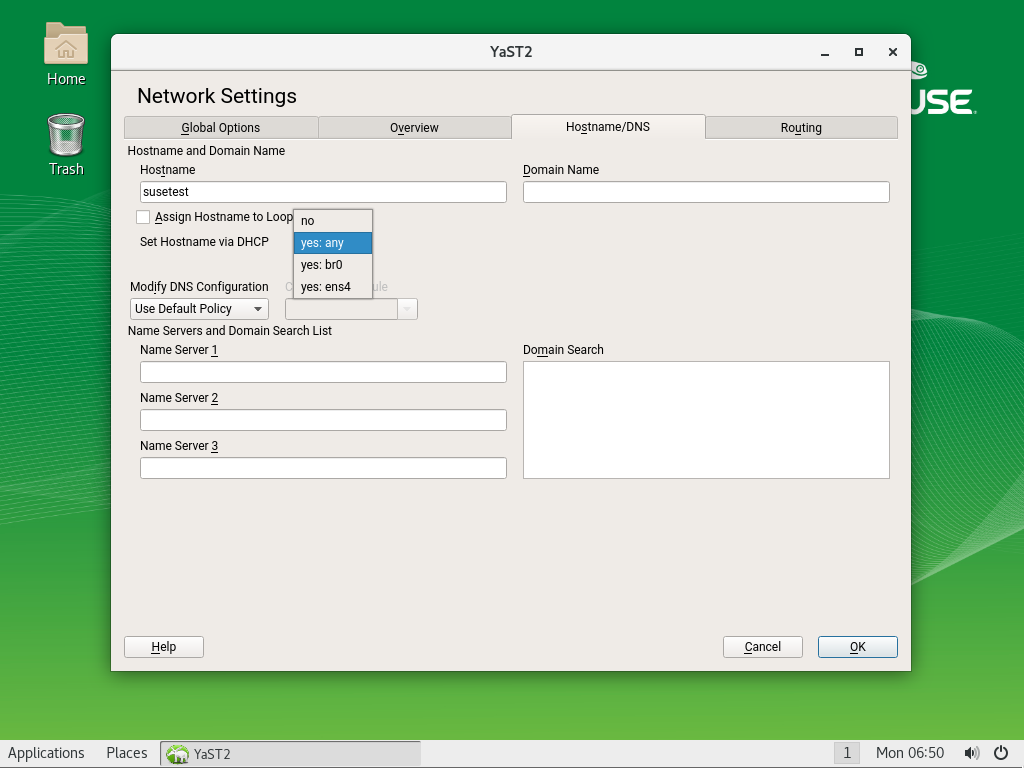 YaST2
Home
Trash
USE
Network Settings
Global Options
Overview
Hostname/DNS
Routing
Hostname and Domain Name
Hostname
Domain Name
susetest
Assign Hostname to Loop
no
Set Hostname via DHCP
yes: any
yes: br0
yes: ens4
Modify DNS Configuration
Use Default Policy
Name Servers and Domain Search List
Name Server 1
Domain Search
Name Server 2
Name Server 3
Help
Cancel
OK
Applications
Places
YaST2
1
Mon 06:50